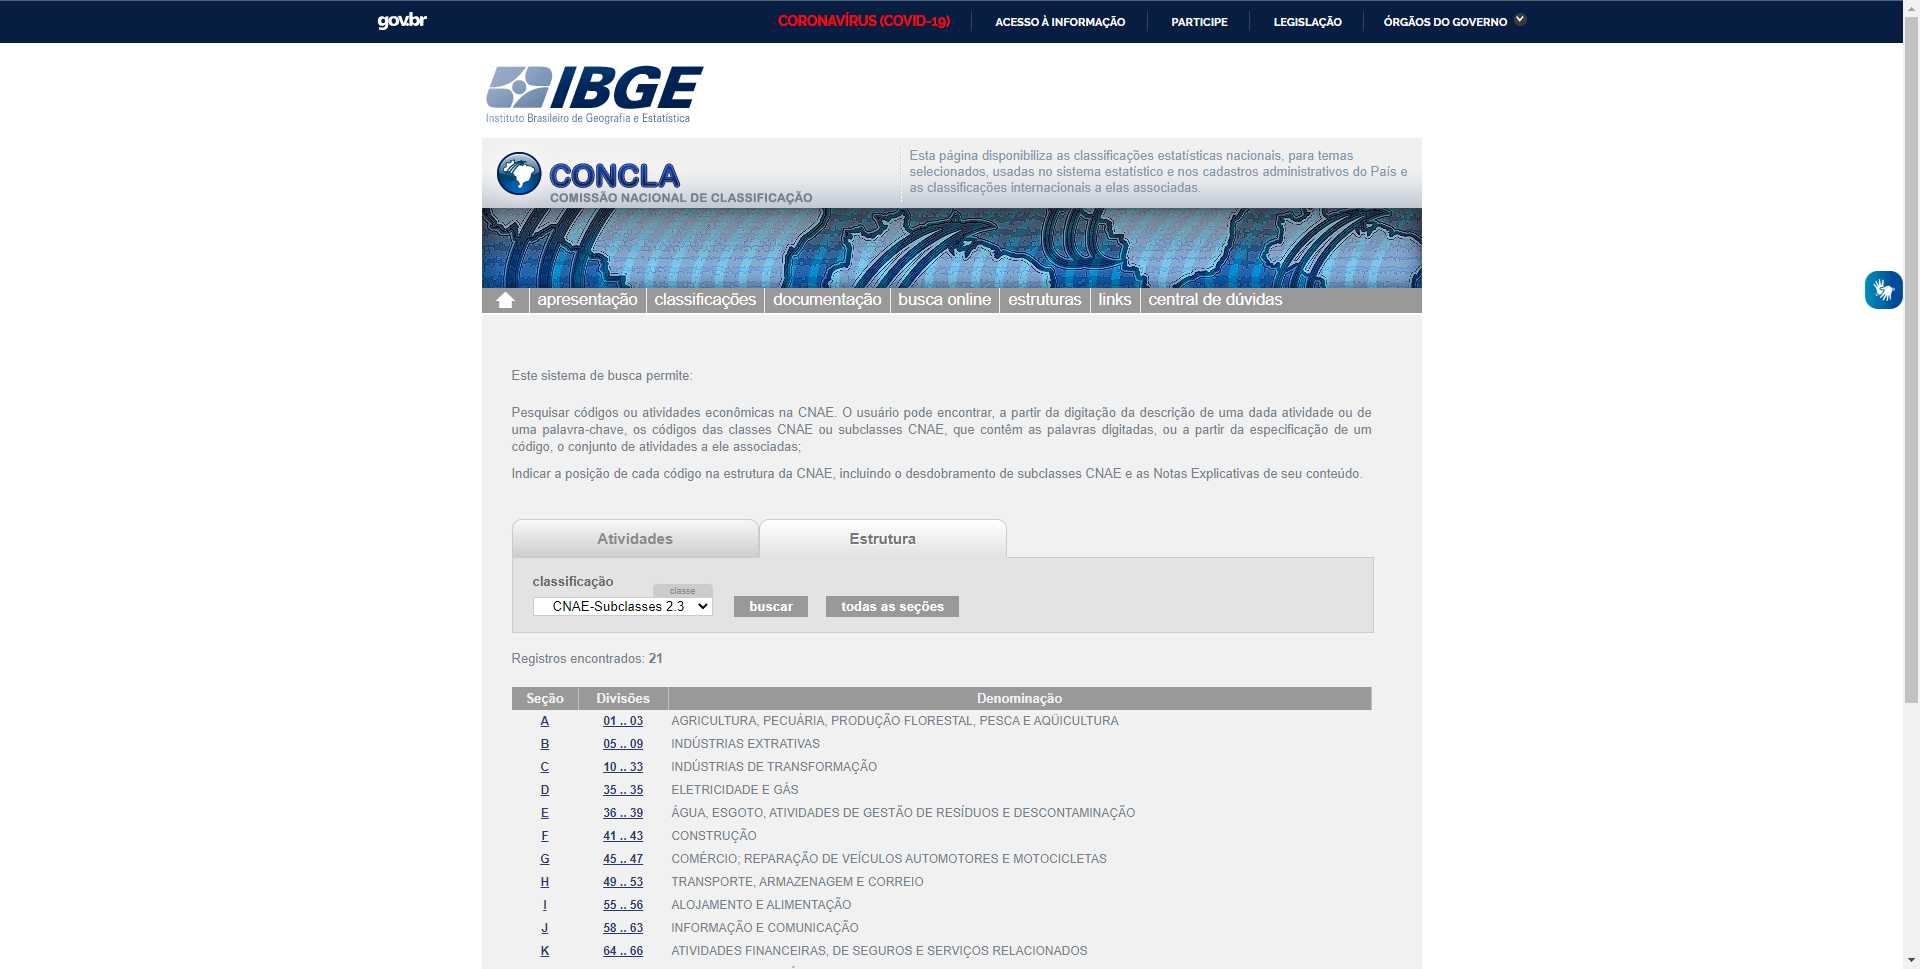 govbr
CORONAVÍRUS (COVID-19)
ACESSO À INFORMAÇÃO
PARTICIPE
LEGISLAÇÃO
ÓRGÃOS DO GOVERNO
IBGE
Instituto Brasileiro de Geografia e Estatística
CONCLA
COMISSÃO NACIONAL DE CLASSIFICAÇÃO
Esta página disponibiliza as classificações estatísticas nacionais, para temas
selecionados, usadas no sistema estatístico e nos cadastros administrativos do País e
as classificações internacionais a elas associadas.
apresentação classificações documentação busca online estruturas links central de dúvidas
Este sistema de busca permite:
Pesquisar códigos ou atividades econômicas na CNAE. O usuário pode encontrar, a partir da digitação da descrição de uma dada atividade ou de
uma palavra-chave, os códigos das classes CNAE ou subclasses CNAE, que contêm as palavras digitadas, ou a partir da especificação de um
código, o conjunto de atividades a ele associadas;
Indicar a posição de cada código na estrutura da CNAE, incluindo o desdobramento de subclasses CNAE e as Notas Explicativas de seu conteúdo.
Atividades
Estrutura
classificação
classe
CNAE-Subclasses 2.3
buscar
todas as seções
Registros encontrados: 21
Seção Divisões Denominação
A 01 .. 03 AGRICULTURA, PECUÁRIA, PRODUÇÃO FLORESTAL, PESCA E AQÜICULTURA
B 05 .. 09 INDÚSTRIAS EXTRATIVAS
C 10 .. 33 INDÚSTRIAS DE TRANSFORMAÇÃO
D 35 .. 35 ELETRICIDADE E GÁS
E 36 .. 39 ÁGUA, ESGOTO, ATIVIDADES DE GESTÃO DE RESÍDUOS E DESCONTAMINAÇÃO
F 41 .. 43 CONSTRUÇÃO
G 45 .. 47 COMÉRCIO; REPARAÇÃO DE VEÍCULOS AUTOMOTORES E MOTOCICLETAS
H 49 .. 53 TRANSPORTE, ARMAZENAGEM E CORREIO
I 55 .. 56 ALOJAMENTO E ALIMENTAÇÃO
J 58 .. 63 INFORMAÇÃO E COMUNICAÇÃO
K 64 .. 66 ATIVIDADES FINANCEIRAS, DE SEGUROS E SERVIÇOS RELACIONADOS